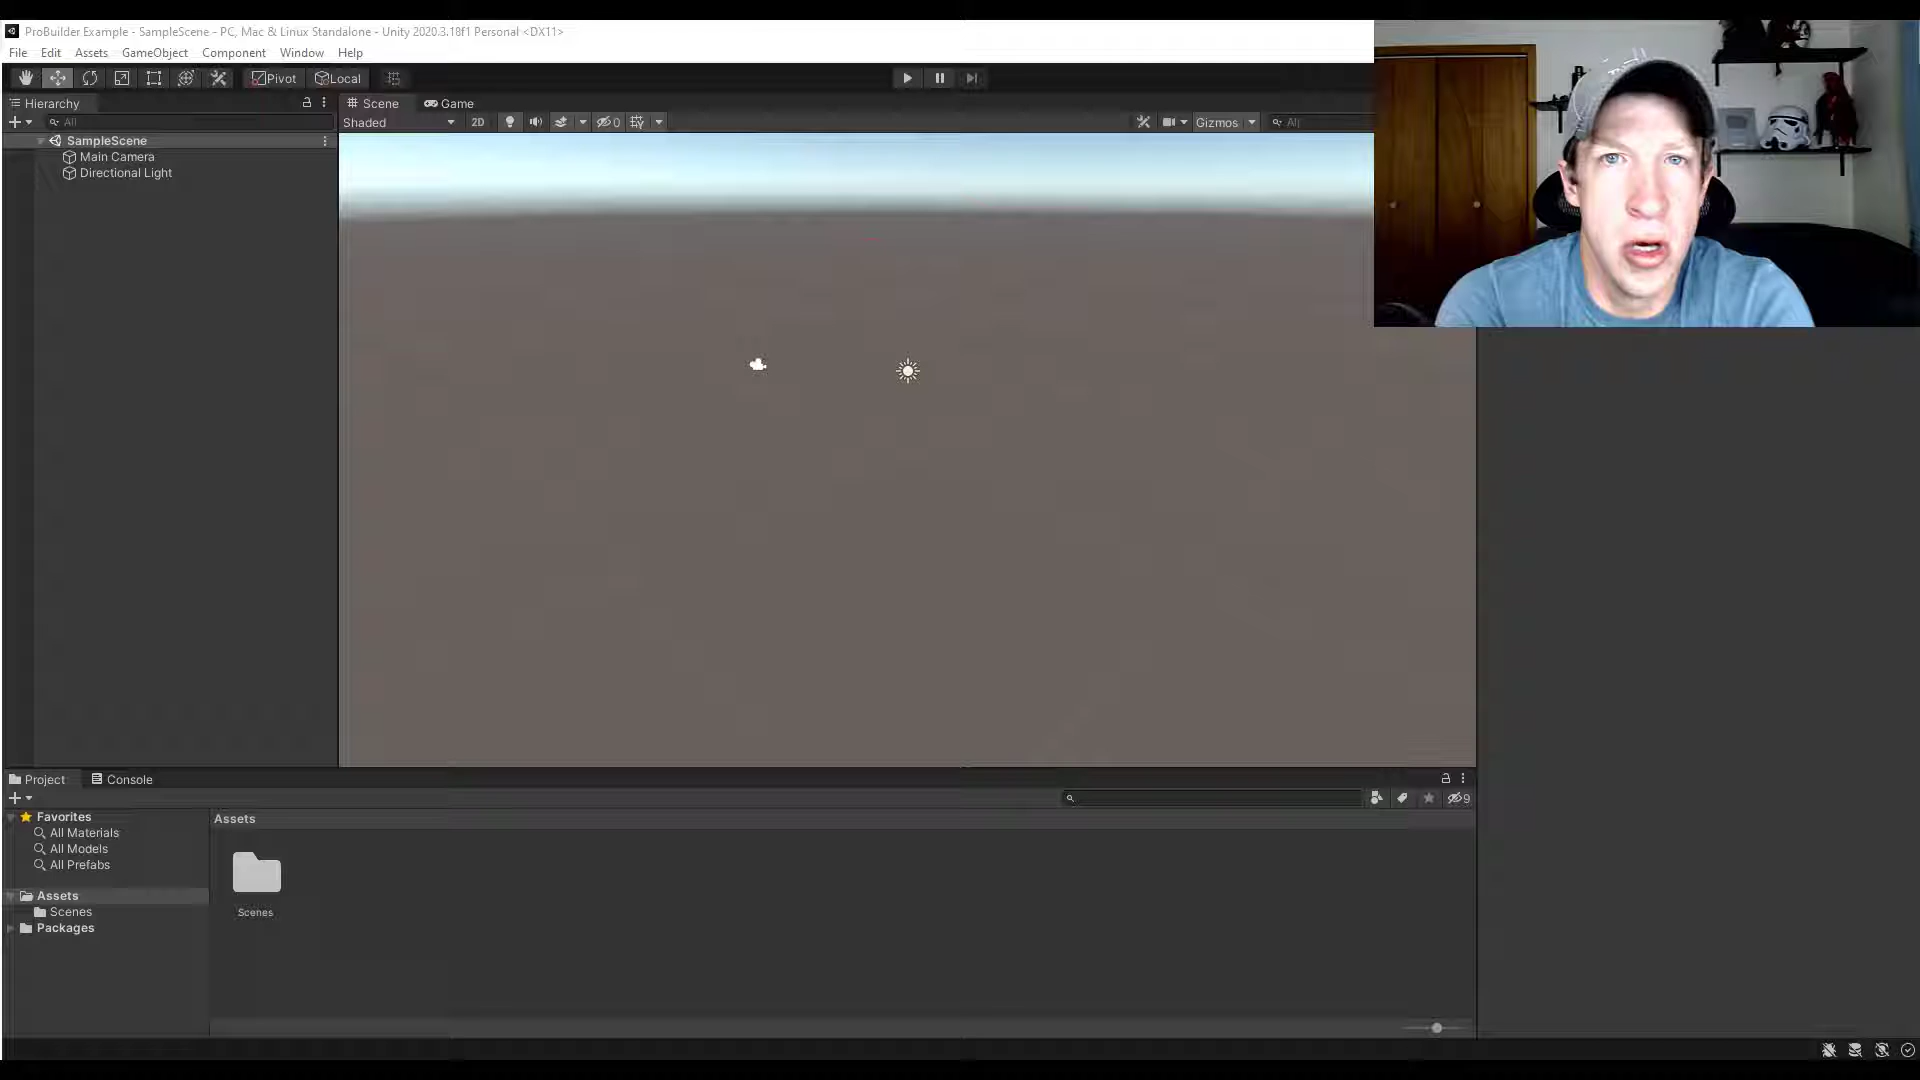 ProBuilder Example - SampleScene - PC, Mac & Linux Standalone - Unity 2020.3.18f1 Personal <DX11>
File Edit Assets GameObject Component Window Help
Pivot Local
Hierarchy
Scene Game
All
Shaded 2D 0 Gizmos All
SampleScene
Main Camera
Directional Light
Project Console
9
Favorites
Assets
All Materials
All Models
All Prefabs
Assets
Scenes
Scenes
Packages